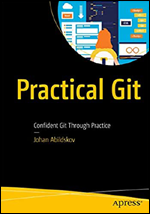 Practical Git
Confident Git Through Practice
Johan Abildskov
Apress®